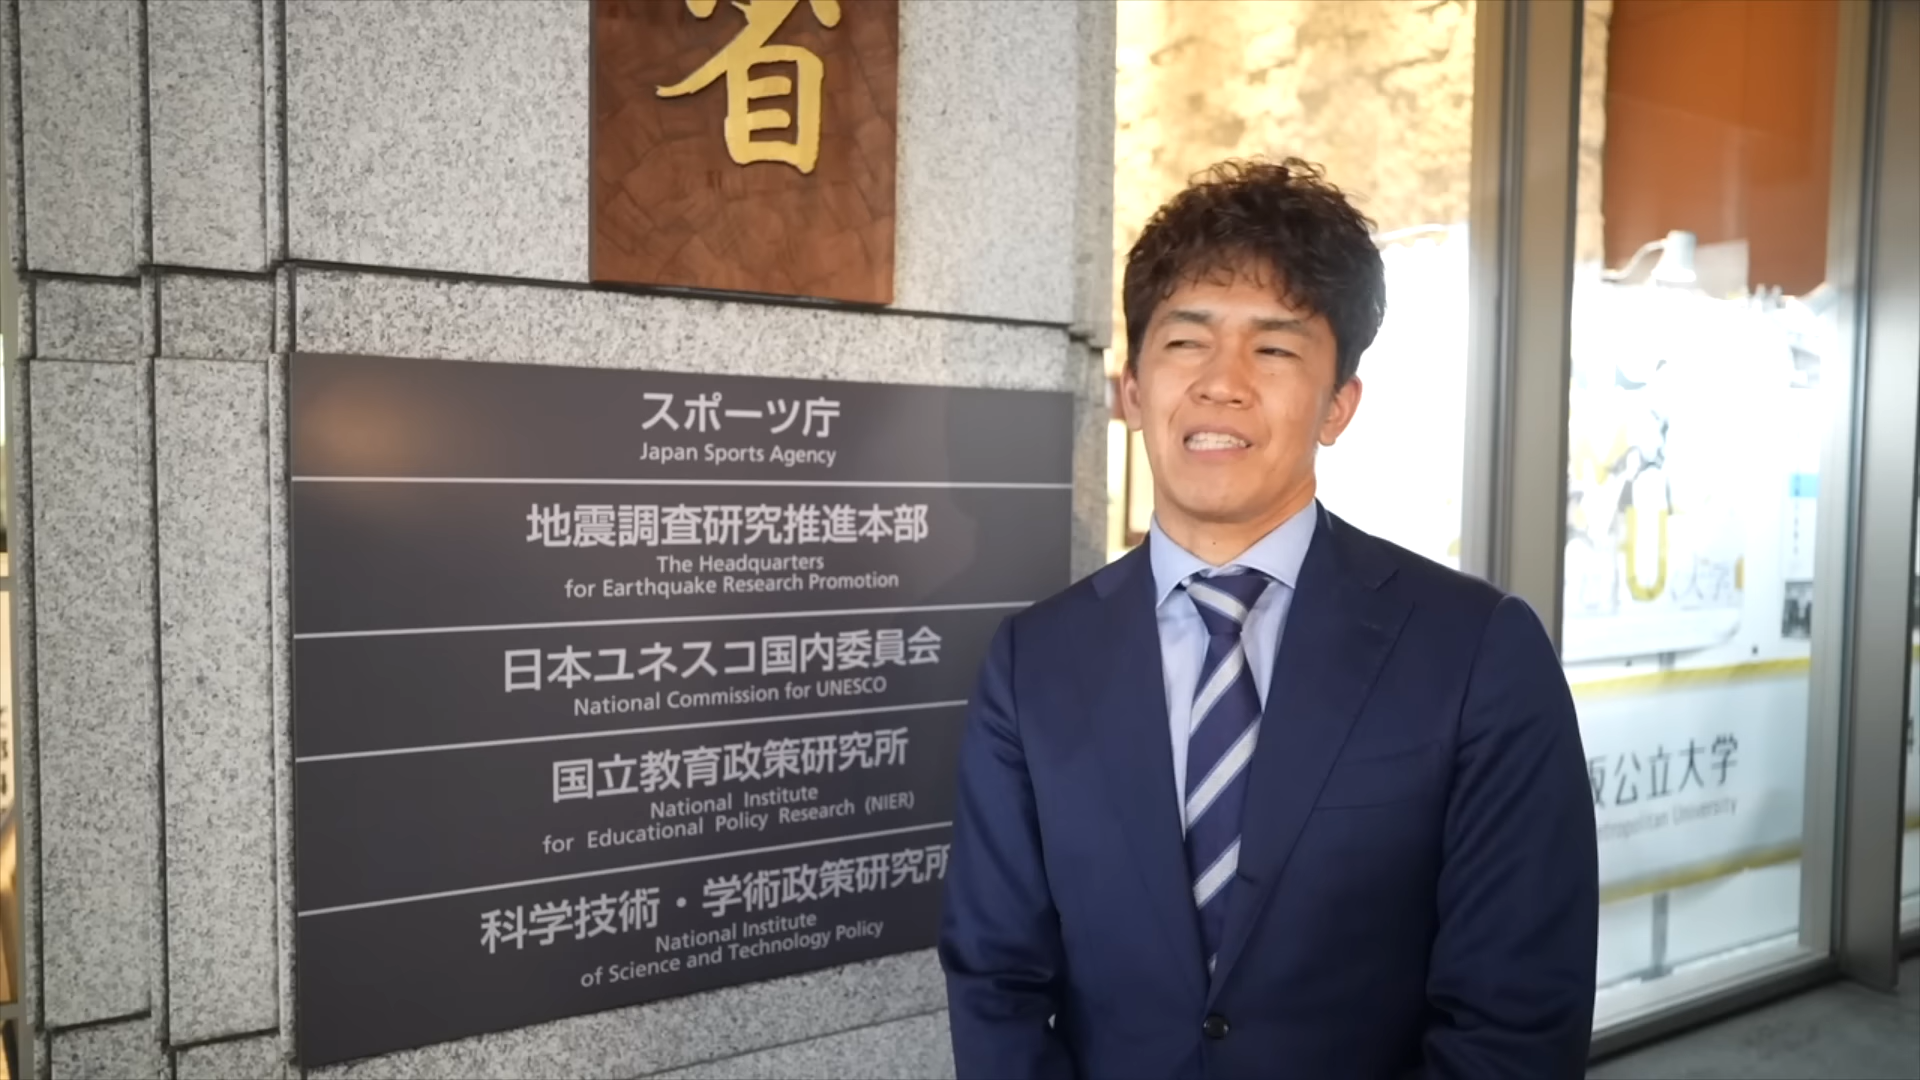 省
スポーツ庁
Japan Sports Agency
地震調査研究推進本部
The Headquarters
for Earthquake Research Promotion
日本ユネスコ国内委員会
National Commission for UNESCO
国立教育政策研究所
National Institute
for Educational Policy Research (NIER)
科学技術・学術政策研究所
National Institute
of Science and Technology Policy
大学
阪公立大学
University